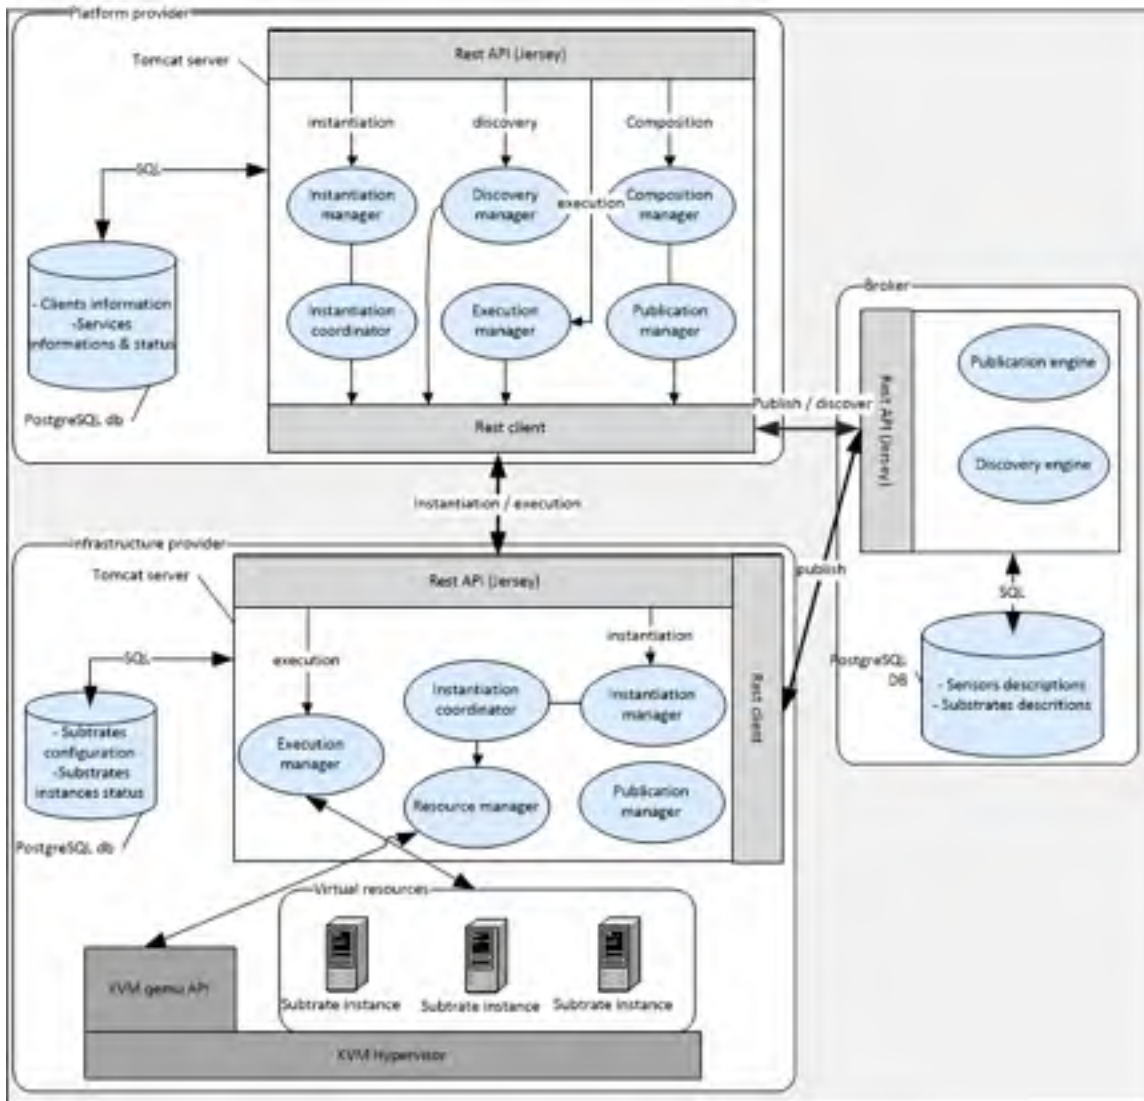 Platform provider
Rest API (Jersey)
Tomcat server
instantiation
discovery
Composition
SQL
Instantiation
manager
Discovery
manager
execution
Composition
manager
- Clients information
-Services
informations & status
PostgreSQL db
Instantiation
coordinator
Execution
manager
Publication
manager
Rest client
Publish / discover
Broker
Rest API (Jersey)
Publication engine
Discovery engine
SQL
PostgreSQL
DB
- Sensors descriptions
- Substrates descritions
Instantiation / execution
publish
Infrastructure provider
Tomcat server
Rest API (Jersey)
Rest client
SQL
execution
instantiation
Instantiation
coordinator
Instantiation
manager
- Subtrates
configuration
-Substrates
instances status
PostgreSQL db
Execution
manager
Resource manager
Publication
manager
Virtual resources
Subtrate instance
Subtrate instance
Subtrate instance
KVM qemu API
KVM Hypervisor